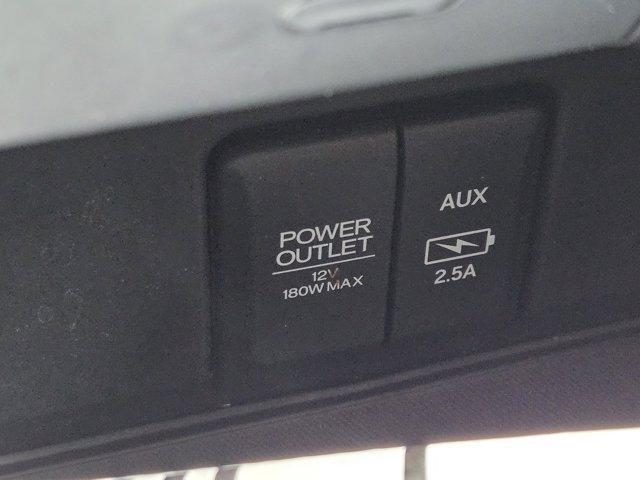 POWER
OUTLET
12V
180W MAX
AUX
2.5A